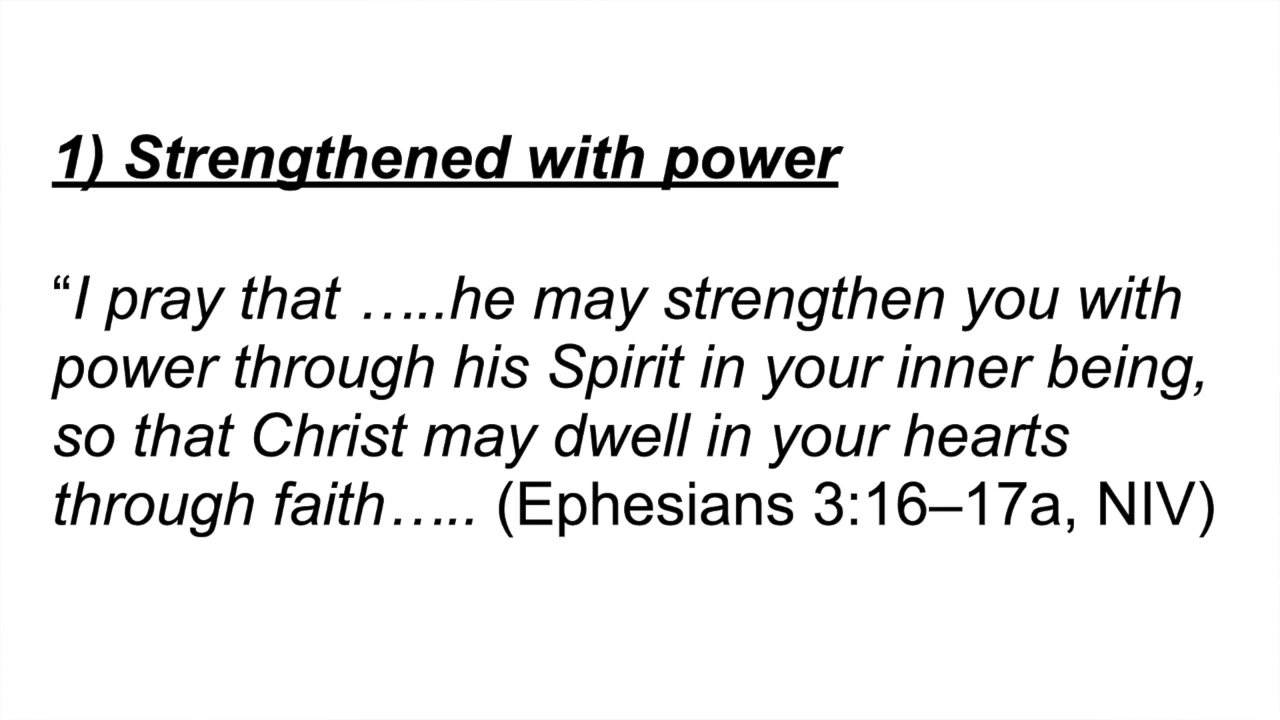 1) Strengthened with power
“I pray that …..he may strengthen you with
power through his Spirit in your inner being,
so that Christ may dwell in your hearts
through faith….. (Ephesians 3:16–17a, NIV)